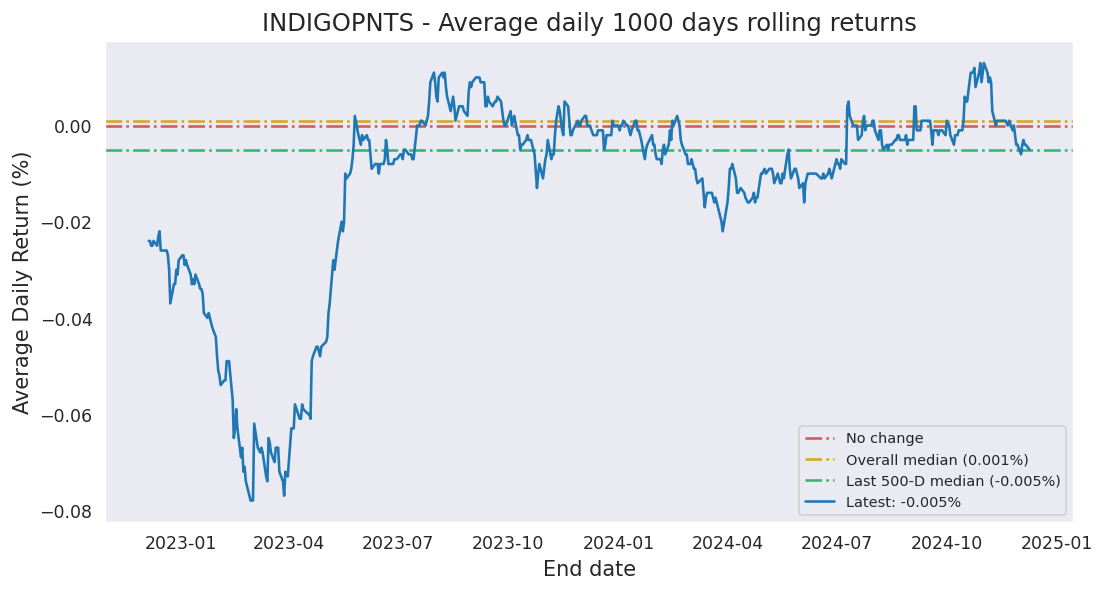 INDIGOPNTS - Average daily 1000 days rolling returns
Average Daily Return (%)
0.00
−0.02
−0.04
−0.06
−0.08
No change
Overall median (0.001%)
Last 500-D median (-0.005%)
Latest: -0.005%
2023-01 2023-04 2023-07 2023-10 2024-01 2024-04 2024-07 2024-10 2025-01
End date